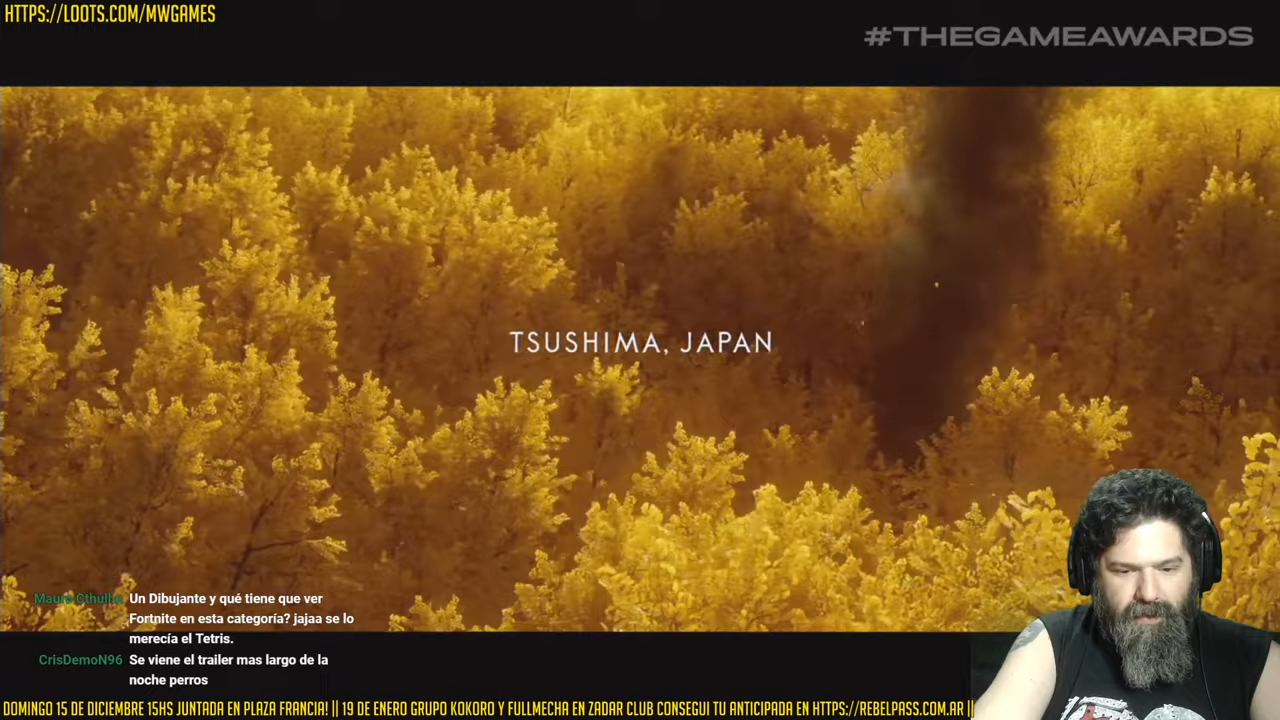 HTTPS://LOOTS.COM/MWGAMES
#THEGAMEAWARDS
TSUSHIMA, JAPAN
Mauro Cthulhu Un Dibujante y qué tiene que ver
Fortnite en esta categoría? jajaa se lo
merecía el Tetris.
CrisDemoN96 Se viene el trailer mas largo de la
noche perros
DOMINGO 15 DE DICIEMBRE 15HS JUNTADA EN PLAZA FRANCIA! || 19 DE ENERO GRUPO KOKORO Y FULLMECHA EN ZADAR CLUB CONSEGUI TU ANTICIPADA EN HTTPS://REBELPASS.COM.AR ||